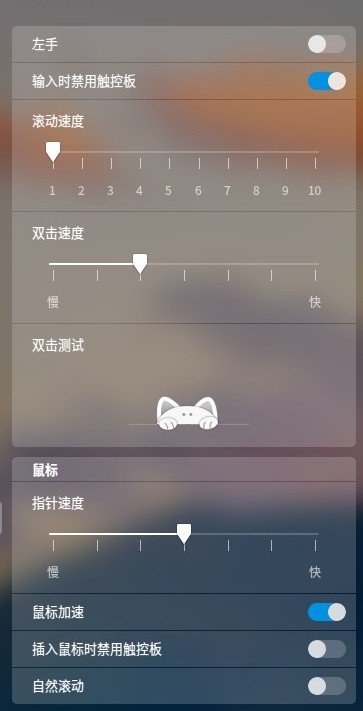 左手
输入时禁用触控板
滚动速度
1 2 3 4 5 6 7 8 9 10
双击速度
慢 快
双击测试
鼠标
指针速度
慢 快
鼠标加速
插入鼠标时禁用触控板
自然滚动